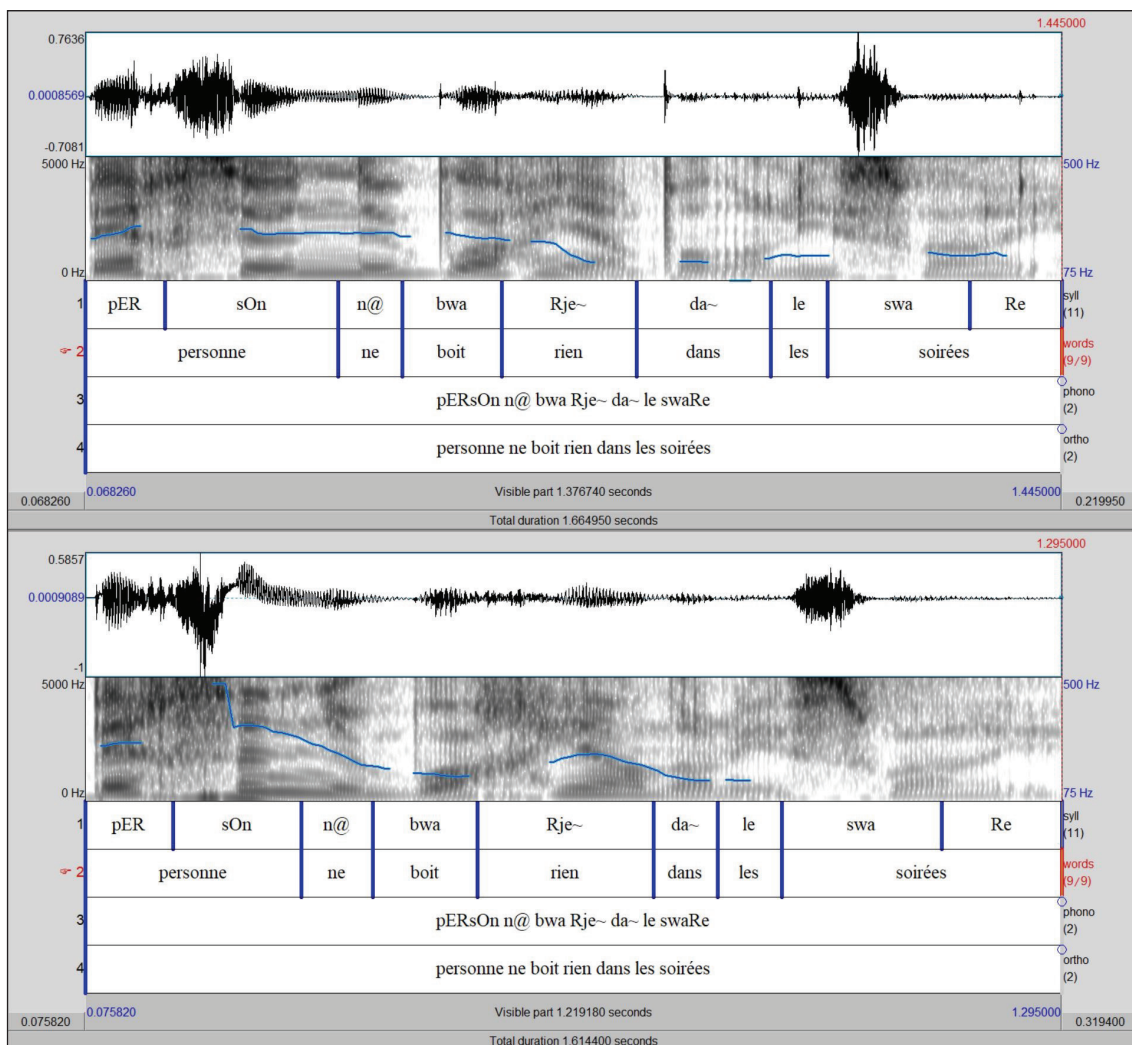 1.445000
0.7636
0.0008569
-0.7081
5000 Hz 500 Hz
0 Hz 75 Hz
1 pER sOn n@ bwa Rje~ da~ le swa Re syll (11)
☞ 2 personne ne boit rien dans les soirées words (9/9)
3 pERsOn n@ bwa Rje~ da~ le swaRe phono (2)
4 personne ne boit rien dans les soirées ortho (2)
0.068260 0.068260 Visible part 1.376740 seconds 1.445000 0.219950
Total duration 1.664950 seconds
1.295000
0.5857
0.0009089
-1
5000 Hz 500 Hz
0 Hz 75 Hz
1 pER sOn n@ bwa Rje~ da~ le swa Re syll (11)
☞ 2 personne ne boit rien dans les soirées words (9/9)
3 pERsOn n@ bwa Rje~ da~ le swaRe phono (2)
4 personne ne boit rien dans les soirées ortho (2)
0.075820 0.075820 Visible part 1.219180 seconds 1.295000 0.319400
Total duration 1.614400 seconds